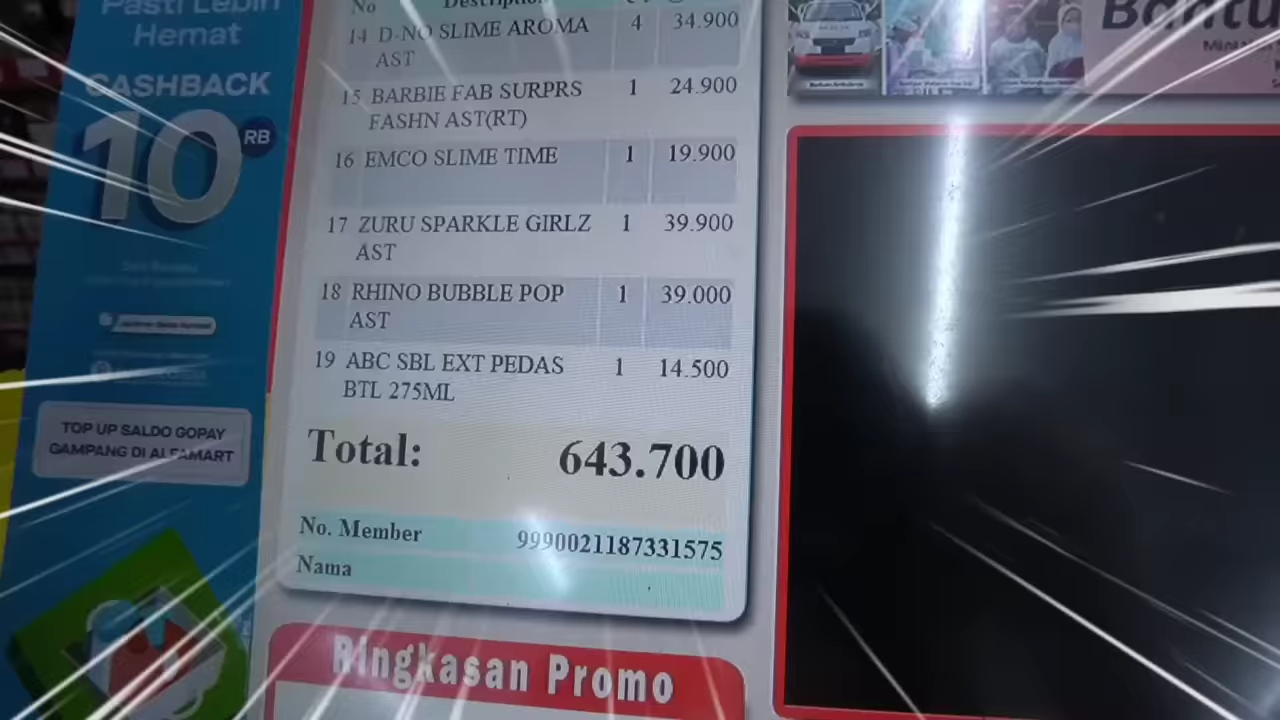 Pasti Lebih
Hemat
CASHBACK
10 RB
TOP UP SALDO GOPAY
GAMPANG DI ALFAMART
No Description
14 D-NO SLIME AROMA 4 34.900
AST
15 BARBIE FAB SURPRS 1 24.900
FASHN AST(RT)
16 EMCO SLIME TIME 1 19.900
17 ZURU SPARKLE GIRLZ 1 39.900
AST
18 RHINO BUBBLE POP 1 39.000
AST
19 ABC SBL EXT PEDAS 1 14.500
BTL 275ML
Total: 643.700
No. Member 9990021187331575
Nama
Ringkasan Promo